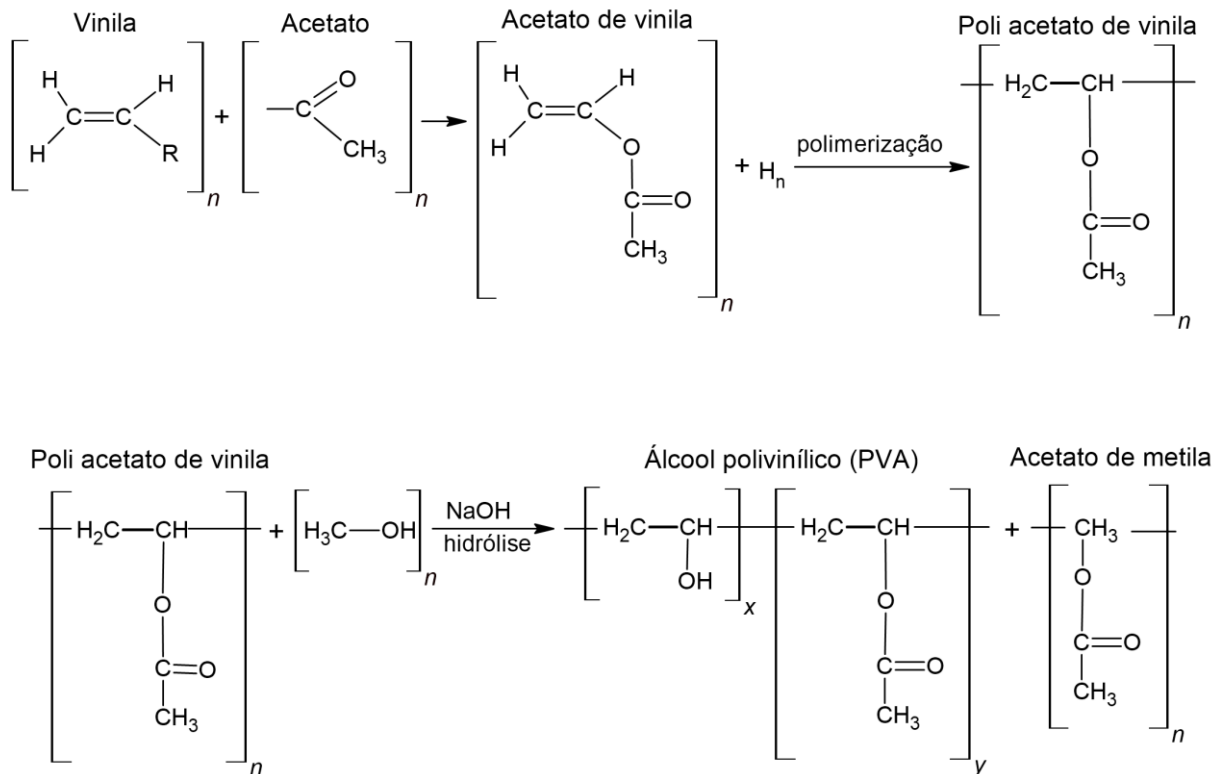 Vinila
Acetato
Acetato de vinila
Poli acetato de vinila
H
H
H
C
C
R
n
+
C
O
CH3
n
H
H
H
O
C
O
CH3
n
+ Hn
polimerização
H2C
CH
O
C
O
CH3
n
Poli acetato de vinila
Álcool polivinílico (PVA)
Acetato de metila
H2C
CH
O
C
O
CH3
n
+
H3C
OH
n
NaOH
hidrólise
H2C
CH
OH
x
H2C
CH
O
C
O
CH3
y
+
CH3
O
C
O
CH3
n